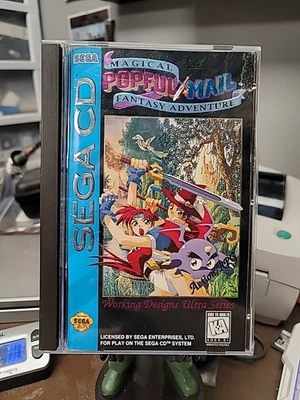 SEGA
MAGICAL
POPFUL MAIL
FANTASY ADVENTURE
SEGA CD
Working Designs Ultra Series
LICENSED BY SEGA ENTERPRISES, LTD.
FOR PLAY ON THE SEGA CD™ SYSTEM
SEGA
KIDS TO ADULTS
K-A